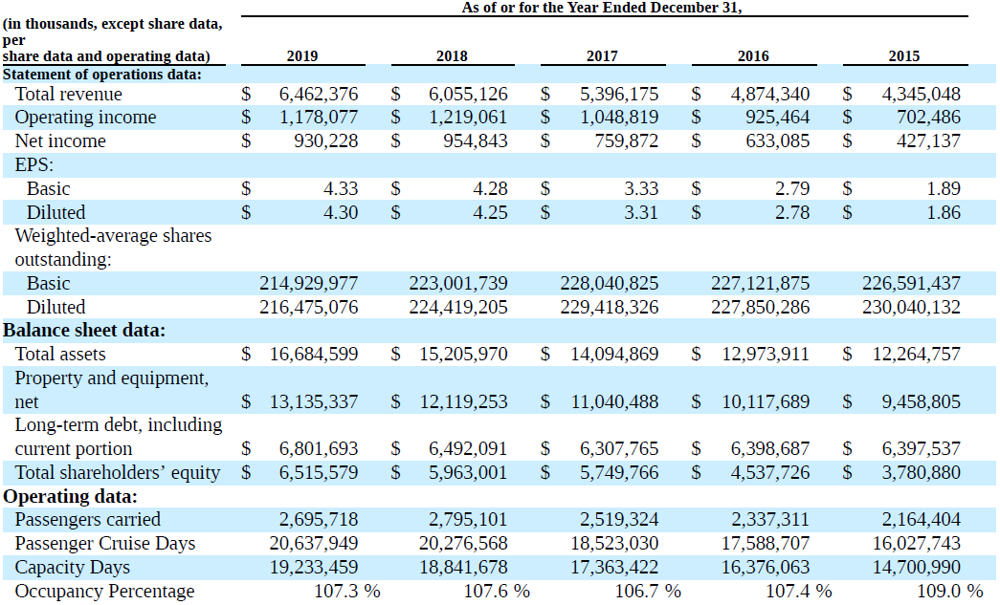 As of or for the Year Ended December 31,
(in thousands, except share data,
per
share data and operating data) 2019 2018 2017 2016 2015
Statement of operations data:
Total revenue $ 6,462,376 $ 6,055,126 $ 5,396,175 $ 4,874,340 $ 4,345,048
Operating income $ 1,178,077 $ 1,219,061 $ 1,048,819 $ 925,464 $ 702,486
Net income $ 930,228 $ 954,843 $ 759,872 $ 633,085 $ 427,137
EPS:
Basic $ 4.33 $ 4.28 $ 3.33 $ 2.79 $ 1.89
Diluted $ 4.30 $ 4.25 $ 3.31 $ 2.78 $ 1.86
Weighted-average shares
outstanding:
Basic 214,929,977 223,001,739 228,040,825 227,121,875 226,591,437
Diluted 216,475,076 224,419,205 229,418,326 227,850,286 230,040,132
Balance sheet data:
Total assets $ 16,684,599 $ 15,205,970 $ 14,094,869 $ 12,973,911 $ 12,264,757
Property and equipment,
net $ 13,135,337 $ 12,119,253 $ 11,040,488 $ 10,117,689 $ 9,458,805
Long-term debt, including
current portion $ 6,801,693 $ 6,492,091 $ 6,307,765 $ 6,398,687 $ 6,397,537
Total shareholders’ equity $ 6,515,579 $ 5,963,001 $ 5,749,766 $ 4,537,726 $ 3,780,880
Operating data:
Passengers carried 2,695,718 2,795,101 2,519,324 2,337,311 2,164,404
Passenger Cruise Days 20,637,949 20,276,568 18,523,030 17,588,707 16,027,743
Capacity Days 19,233,459 18,841,678 17,363,422 16,376,063 14,700,990
Occupancy Percentage 107.3 % 107.6 % 106.7 % 107.4 % 109.0 %